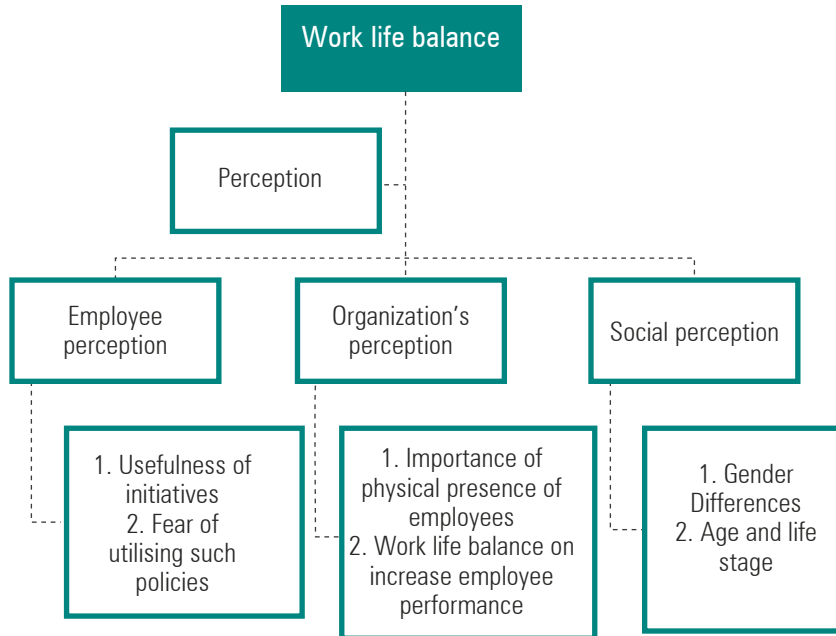 Work life balance
Perception
Employee
perception
Organization’s
perception
Social perception
1. Usefulness of
initiatives
2. Fear of
utilising such
policies
1. Importance of
physical presence of
employees
2. Work life balance on
increase employee
performance
1. Gender
Differences
2. Age and life
stage